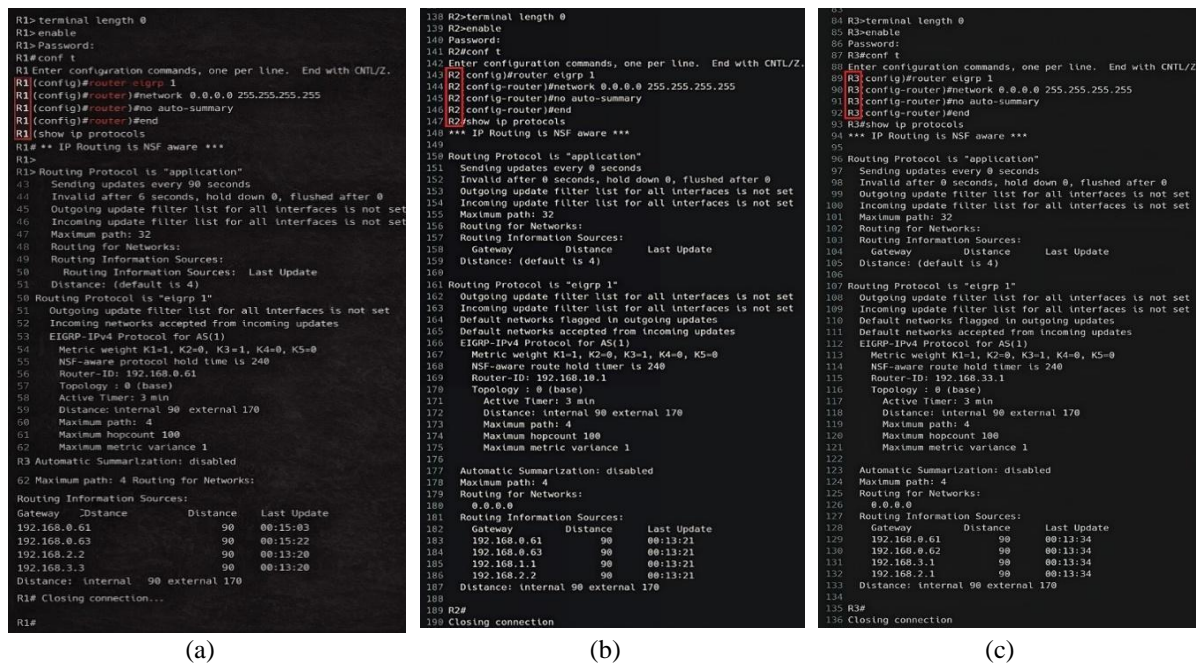 R1>terminal length 0
R1>enable
R1>Password:
R1#conf t
R1 Enter configuration commands, one per line. End with CNTL/Z.
R1(config)#router eigrp 1
R1(config)#router)#network 0.0.0.0 255.255.255.255
R1(config)#router)#no auto-summary
R1(config)#router)#end
R1(show ip protocols
R1# ** IP Routing is NSF aware ***
R1>
R1> Routing Protocol is "application"
43 Sending updates every 90 seconds
44 Invalid after 6 seconds, hold down 0, flushed after 0
45 Outgoing update filter list for all interfaces is not set
46 Incoming update filter list for all interfaces is not set
47 Maximum path: 32
48 Routing for Networks:
49 Routing Information Sources:
50 Routing Information Sources: Last Update
51 Distance: (default is 4)
50 Routing Protocol is "eigrp 1"
51 Outgoing update filter list for all interfaces is not set
52 Incoming networks accepted from incoming updates
53 EIGRP-IPv4 Protocol for AS(1)
54 Metric weight K1=1, K2=0, K3=1, K4=0, K5=0
55 NSF-aware protocol hold time is 240
56 Router-ID: 192.168.0.61
57 Topology : 0 (base)
58 Active Timer: 3 min
59 Distance: internal 90 external 170
60 Maximum path: 4
61 Maximum hopcount 100
62 Maximum metric variance 1
R3 Automatic Summarization: disabled
62 Maximum path: 4 Routing for Networks:
Routing Information Sources:
Gateway Distance Last Update
192.168.0.61 90 00:15:03
192.168.0.63 90 00:15:22
192.168.2.2 90 00:13:20
192.168.3.3 90 00:13:20
Distance: internal 90 external 170
R1# Closing connection...
R1#
(a)
138 R2>terminal length 0
139 R2>enable
140 Password:
141 R2#conf t
142 Enter configuration commands, one per line. End with CNTL/Z.
143 R2(config)#router eigrp 1
144 R2(config-router)#network 0.0.0.0 255.255.255.255
145 R2(config-router)#no auto-summary
146 R2(config-router)#end
147 R2#show ip protocols
148 *** IP Routing is NSF aware ***
149
150 Routing Protocol is "application"
151 Sending updates every 0 seconds
152 Invalid after 0 seconds, hold down 0, flushed after 0
153 Outgoing update filter list for all interfaces is not set
154 Incoming update filter list for all interfaces is not set
155 Maximum path: 32
156 Routing for Networks:
157 Routing Information Sources:
158 Gateway Distance Last Update
159 Distance: (default is 4)
160
161 Routing Protocol is "eigrp 1"
162 Outgoing update filter list for all interfaces is not set
163 Incoming update filter list for all interfaces is not set
164 Default networks flagged in outgoing updates
165 Default networks accepted from incoming updates
166 EIGRP-IPv4 Protocol for AS(1)
167 Metric weight K1=1, K2=0, K3=1, K4=0, K5=0
168 NSF-aware route hold timer is 240
169 Router-ID: 192.168.10.1
170 Topology : 0 (base)
171 Active Timer: 3 min
172 Distance: internal 90 external 170
173 Maximum path: 4
174 Maximum hopcount 100
175 Maximum metric variance 1
176
177 Automatic Summarization: disabled
178 Maximum path: 4
179 Routing for Networks:
180 0.0.0.0
181 Routing Information Sources:
182 Gateway Distance Last Update
183 192.168.0.61 90 00:13:21
184 192.168.0.63 90 00:13:21
195 192.168.1.1 90 00:13:21
186 192.168.2.2 90 00:13:21
187 Distance: internal 90 external 170
188
189 R2#
190 Closing connection
(b)
83
84 R3>terminal length 0
85 R3>enable
86 Password:
87 R3#conf t
88 Enter configuration commands, one per line. End with CNTL/Z
89 R3(config)#router eigrp 1
90 R3(config-router)#network 0.0.0.0 255.255.255.255
91 R3(config-router)#no auto-summary
92 R3(config-router)#end
93 R3#show ip protocols
94 *** IP Routing is NSF aware ***
95
96 Routing Protocol is "application"
97 Sending updates every 0 seconds
98 Invalid after 0 seconds, hold down 0, flushed after 0
99 Outgoing update filter list for all interfaces is not set
100 Incoming update filter list for all interfaces is not set
101 Maximum path: 32
102 Routing for Networks:
103 Routing Information Sources:
104 Gateway Distance Last Update
105 Distance: (default is 4)
106
107 Routing Protocol is "eigrp 1"
108 Outgoing update filter list for all interfaces is not set
109 Incoming update filter list for all interfaces is not set
110 Default networks flagged in outgoing updates
111 Default networks accepted from incoming updates
112 EIGRP-IPv4 Protocol for AS(1)
113 Metric weight K1=1, K2=0, K3=1, K4=0, K5=0
114 NSF-aware route hold timer is 240
115 Router-ID: 192.168.33.1
116 Topology : 0 (base)
117 Active Timer: 3 min
118 Distance: internal 90 external 170
119 Maximum path: 4
120 Maximum hopcount 100
121 Maximum metric variance 1
122
123 Automatic Summarization: disabled
124 Maximum path: 4
125 Routing for Networks:
126 0.0.0.0
127 Routing Information Sources:
128 Gateway Distance Last Update
129 192.168.0.61 90 00:13:34
130 192.168.0.62 90 00:13:34
131 192.168.3.1 90 00:13:34
132 192.168.2.1 90 00:13:34
133 Distance: internal 90 external 170
134
135 R3#
136 Closing connection
(c)